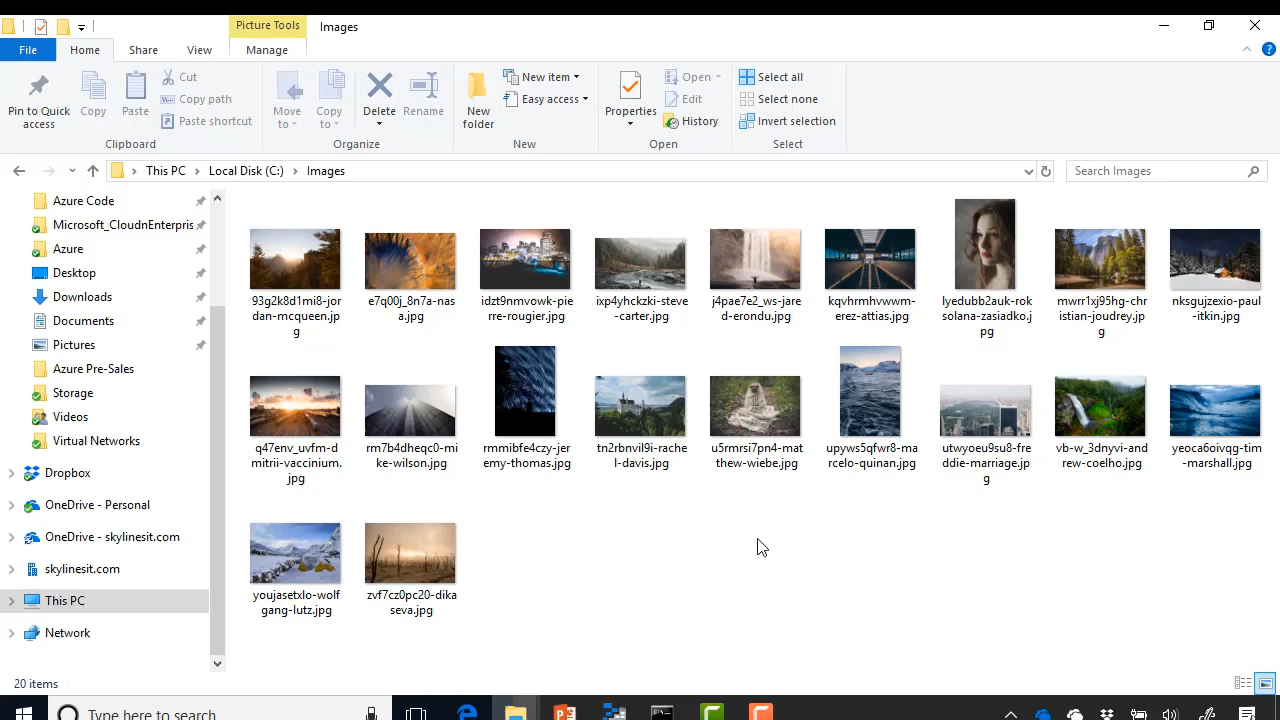 Picture Tools
Images
File
Home
Share
View
Manage
Pin to Quick
access
Copy
Paste
Cut
Copy path
Paste shortcut
Clipboard
Move
to
Copy
to
Delete
Rename
Organize
New
folder
New item
Easy access
New
Properties
Open
Edit
History
Open
Select all
Select none
Invert selection
Select
This PC
Local Disk (C:)
Images
Search Images
Azure Code
Microsoft_CloudnEnterpris
Azure
Desktop
Downloads
Documents
Pictures
Azure Pre-Sales
Storage
Videos
Virtual Networks
Dropbox
OneDrive - Personal
OneDrive - skylinesit.com
skylinesit.com
This PC
Network
93g2k8d1mi8-jor
dan-mcqueen.jp
g
e7q00j_8n7a-nas
a.jpg
idzt9nmvowk-pie
rre-rougier.jpg
ixp4yhckzki-steve
-carter.jpg
j4pae7e2_ws-jare
d-erondu.jpg
kqvhrmhvwwm-
erez-attias.jpg
lyedubb2auk-rok
solana-zasiadko.j
pg
mwrr1xj95hg-chr
istian-joudrey.jp
g
nksgujzexio-paul
-itkin.jpg
q47env_uvfm-d
mitrii-vaccinium.
jpg
rm7b4dheqc0-mi
ke-wilson.jpg
rmmibfe4czy-jer
emy-thomas.jpg
tn2rbnvil9i-rache
l-davis.jpg
u5rmrsi7pn4-mat
thew-wiebe.jpg
upyws5qfwr8-ma
rcelo-quinan.jpg
utwyoeu9su8-fre
ddie-marriage.jp
g
vb-w_3dnyvi-and
rew-coelho.jpg
yeoca6oivqg-tim
-marshall.jpg
youjasetxlo-wolf
gang-lutz.jpg
zvf7cz0pc20-dika
seva.jpg
20 items
Type here to search